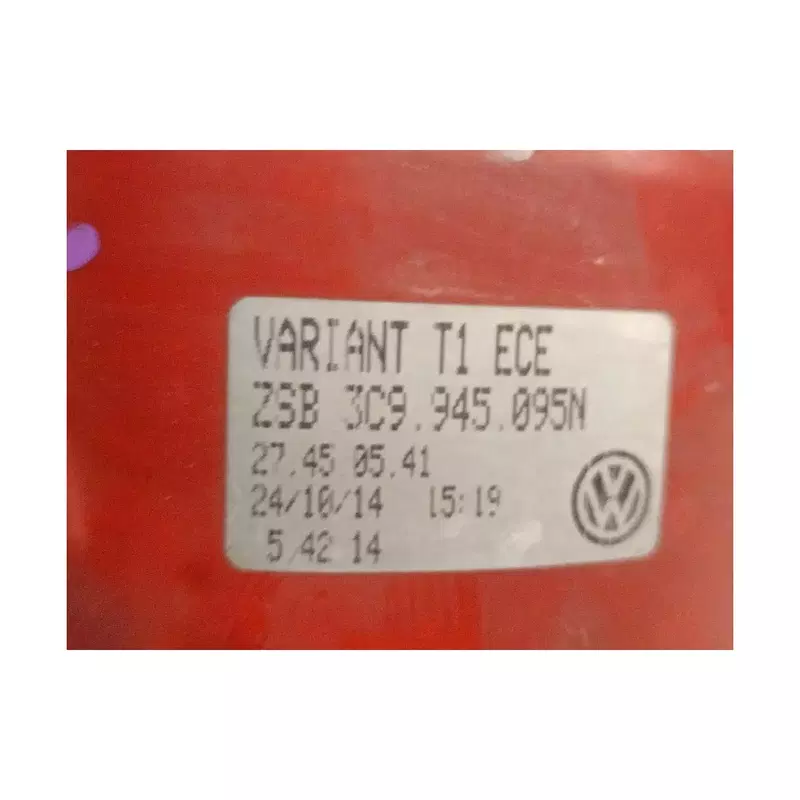 VARIANT T1 ECE
ZSB 3C9.945.095N
27.45.05.41
24/10/14 15:19
5/42 14